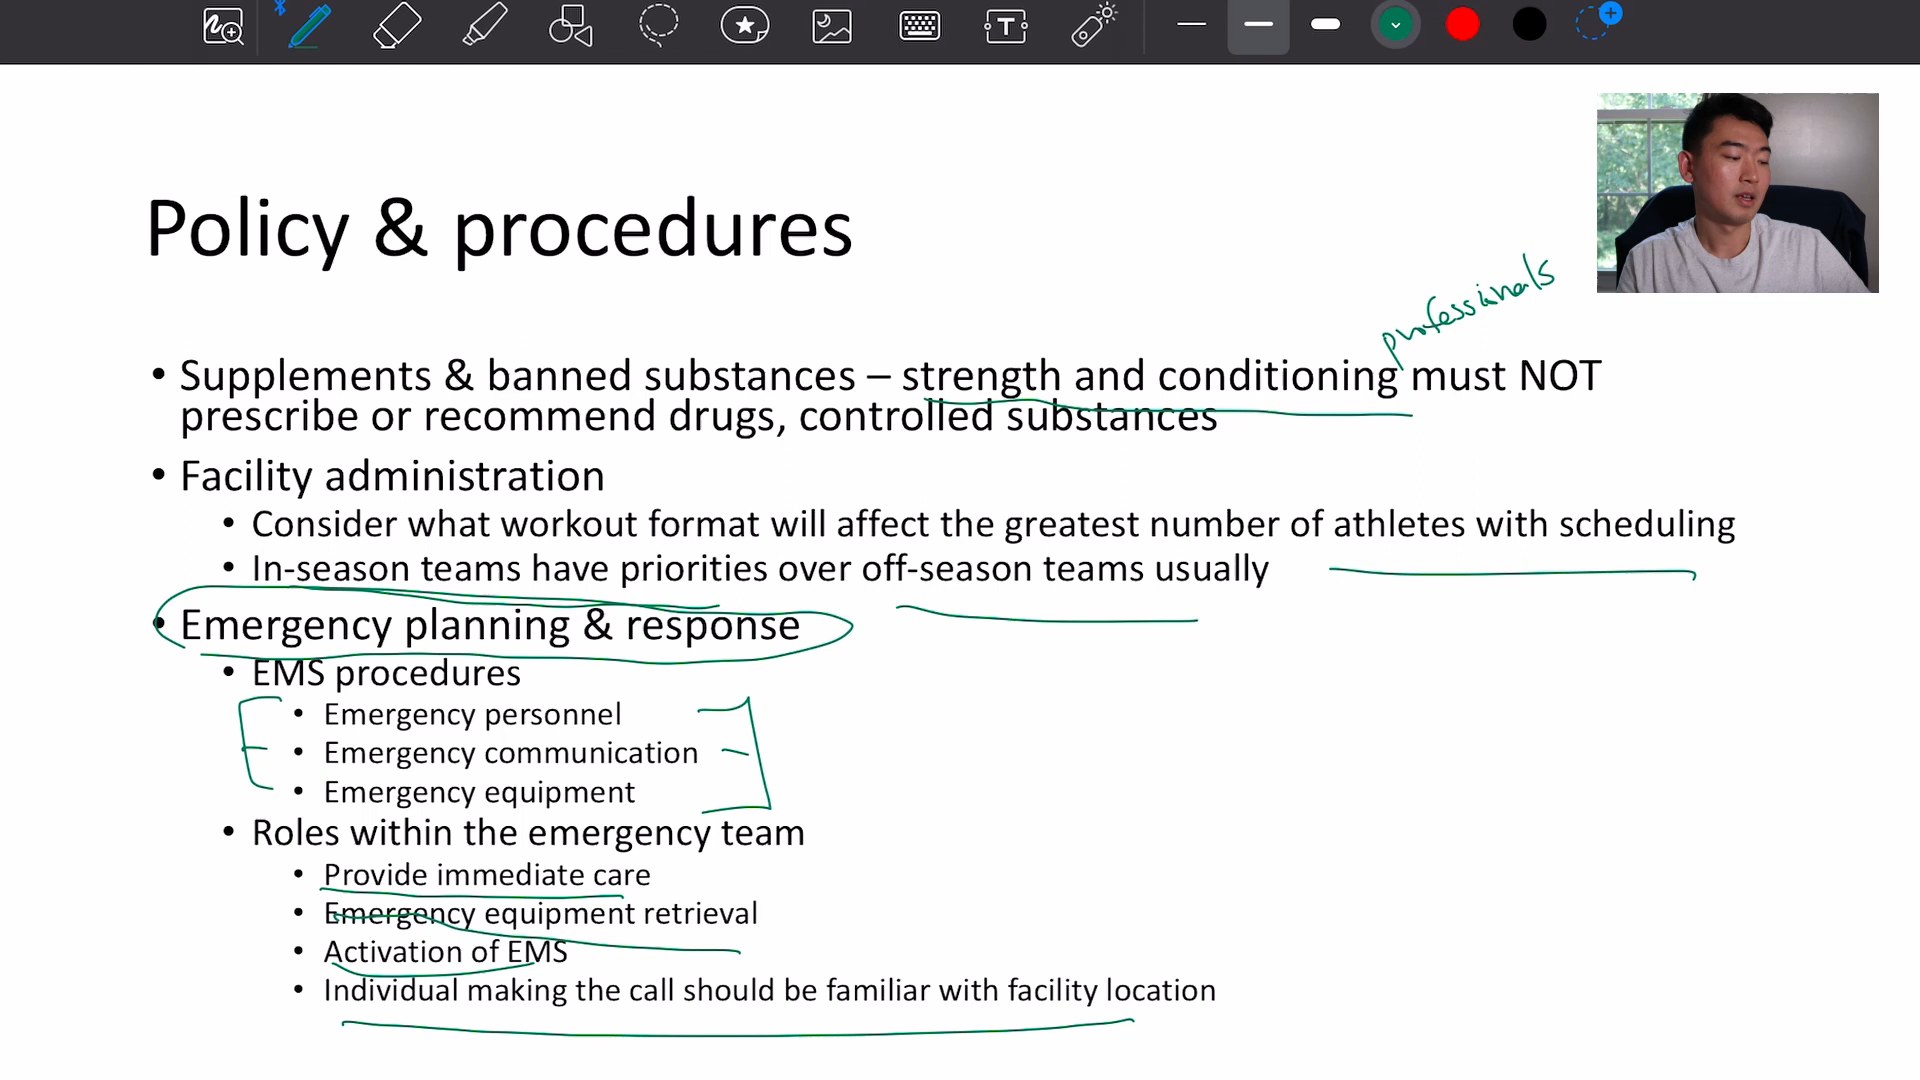 Policy & procedures
professionals
• Supplements & banned substances – strength and conditioning must NOT
prescribe or recommend drugs, controlled substances
• Facility administration
• Consider what workout format will affect the greatest number of athletes with scheduling
• In-season teams have priorities over off-season teams usually
• Emergency planning & response
• EMS procedures
• Emergency personnel
• Emergency communication
• Emergency equipment
• Roles within the emergency team
• Provide immediate care
• Emergency equipment retrieval
• Activation of EMS
• Individual making the call should be familiar with facility location